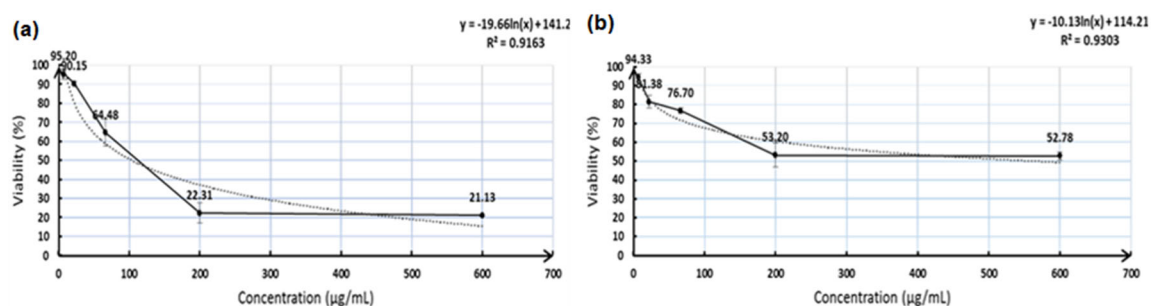 (a)
y = -19.66ln(x) + 141.2
R² = 0.9163
95.20
90.15
64.48
22.31
21.13
Viability (%)
100
90
80
70
60
50
40
30
20
10
0
0 100 200 300 400 500 600 700
Concentration (µg/mL)
(b)
y = -10.13ln(x) + 114.21
R² = 0.9303
94.33
81.38
76.70
53.20
52.78
Viability (%)
100
90
80
70
60
50
40
30
20
10
0
0 100 200 300 400 500 600 700
Concentration (µg/mL)